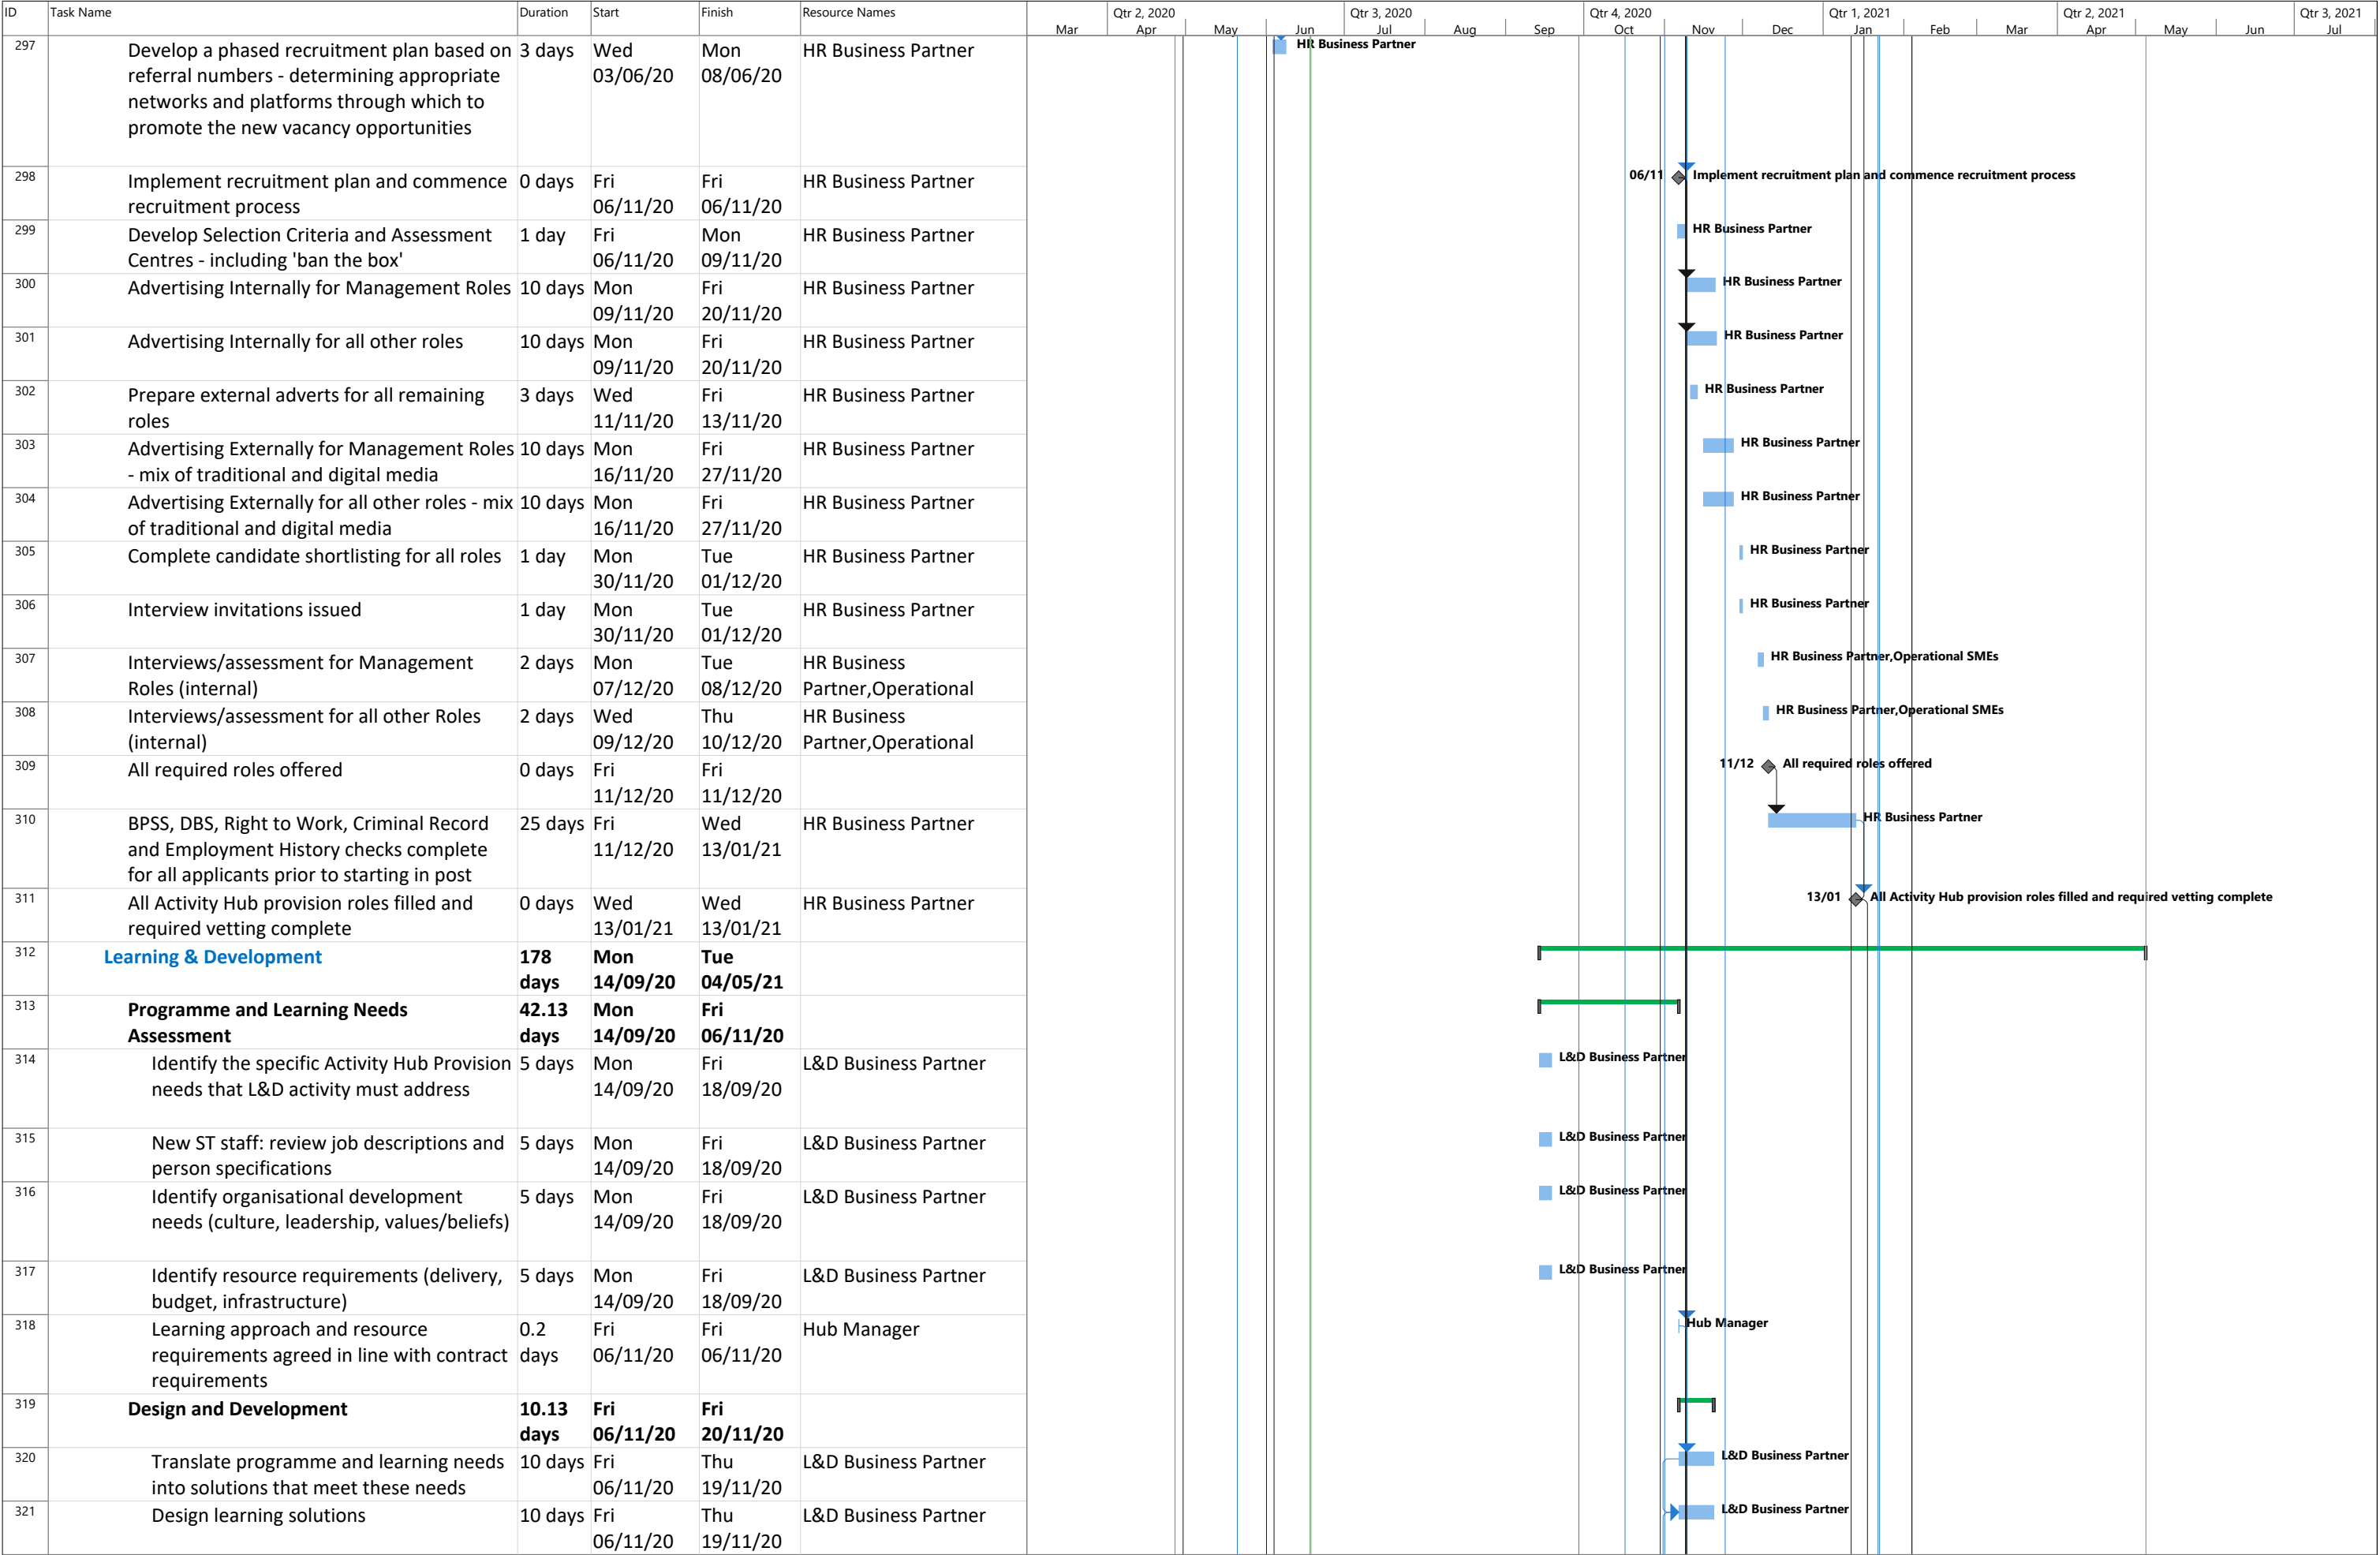 ID Task Name Duration Start Finish Resource Names
Qtr 2, 2020 Qtr 3, 2020 Qtr 4, 2020 Qtr 1, 2021 Qtr 2, 2021 Qtr 3, 2021
Mar Apr May Jun Jul Aug Sep Oct Nov Dec Jan Feb Mar Apr May Jun Jul
297 Develop a phased recruitment plan based on 3 days Wed Mon HR Business Partner HR Business Partner
referral numbers - determining appropriate 03/06/20 08/06/20
networks and platforms through which to
promote the new vacancy opportunities
298 Implement recruitment plan and commence 0 days Fri Fri HR Business Partner 06/11 Implement recruitment plan and commence recruitment process
recruitment process 06/11/20 06/11/20
299 Develop Selection Criteria and Assessment 1 day Fri Mon HR Business Partner HR Business Partner
Centres - including 'ban the box' 06/11/20 09/11/20
300 Advertising Internally for Management Roles 10 days Mon Fri HR Business Partner HR Business Partner
09/11/20 20/11/20
301 Advertising Internally for all other roles 10 days Mon Fri HR Business Partner HR Business Partner
09/11/20 20/11/20
302 Prepare external adverts for all remaining 3 days Wed Fri HR Business Partner HR Business Partner
roles 11/11/20 13/11/20
303 Advertising Externally for Management Roles 10 days Mon Fri HR Business Partner HR Business Partner
- mix of traditional and digital media 16/11/20 27/11/20
304 Advertising Externally for all other roles - mix 10 days Mon Fri HR Business Partner HR Business Partner
of traditional and digital media 16/11/20 27/11/20
305 Complete candidate shortlisting for all roles 1 day Mon Tue HR Business Partner HR Business Partner
30/11/20 01/12/20
306 Interview invitations issued 1 day Mon Tue HR Business Partner HR Business Partner
30/11/20 01/12/20
307 Interviews/assessment for Management 2 days Mon Tue HR Business HR Business Partner,Operational SMEs
Roles (internal) 07/12/20 08/12/20 Partner,Operational
308 Interviews/assessment for all other Roles 2 days Wed Thu HR Business HR Business Partner,Operational SMEs
(internal) 09/12/20 10/12/20 Partner,Operational
309 All required roles offered 0 days Fri Fri 11/12 All required roles offered
11/12/20 11/12/20
310 BPSS, DBS, Right to Work, Criminal Record 25 days Fri Wed HR Business Partner HR Business Partner
and Employment History checks complete 11/12/20 13/01/21
for all applicants prior to starting in post
311 All Activity Hub provision roles filled and 0 days Wed Wed HR Business Partner 13/01 All Activity Hub provision roles filled and required vetting complete
required vetting complete 13/01/21 13/01/21
312 Learning & Development 178 Mon Tue
days 14/09/20 04/05/21
313 Programme and Learning Needs 42.13 Mon Fri
Assessment days 14/09/20 06/11/20
314 Identify the specific Activity Hub Provision 5 days Mon Fri L&D Business Partner L&D Business Partner
needs that L&D activity must address 14/09/20 18/09/20
315 New ST staff: review job descriptions and 5 days Mon Fri L&D Business Partner L&D Business Partner
person specifications 14/09/20 18/09/20
316 Identify organisational development 5 days Mon Fri L&D Business Partner L&D Business Partner
needs (culture, leadership, values/beliefs) 14/09/20 18/09/20
317 Identify resource requirements (delivery, 5 days Mon Fri L&D Business Partner L&D Business Partner
budget, infrastructure) 14/09/20 18/09/20
318 Learning approach and resource 0.2 Fri Fri Hub Manager Hub Manager
requirements agreed in line with contract days 06/11/20 06/11/20
requirements
319 Design and Development 10.13 Fri Fri
days 06/11/20 20/11/20
320 Translate programme and learning needs 10 days Fri Thu L&D Business Partner L&D Business Partner
into solutions that meet these needs 06/11/20 19/11/20
321 Design learning solutions 10 days Fri Thu L&D Business Partner L&D Business Partner
06/11/20 19/11/20